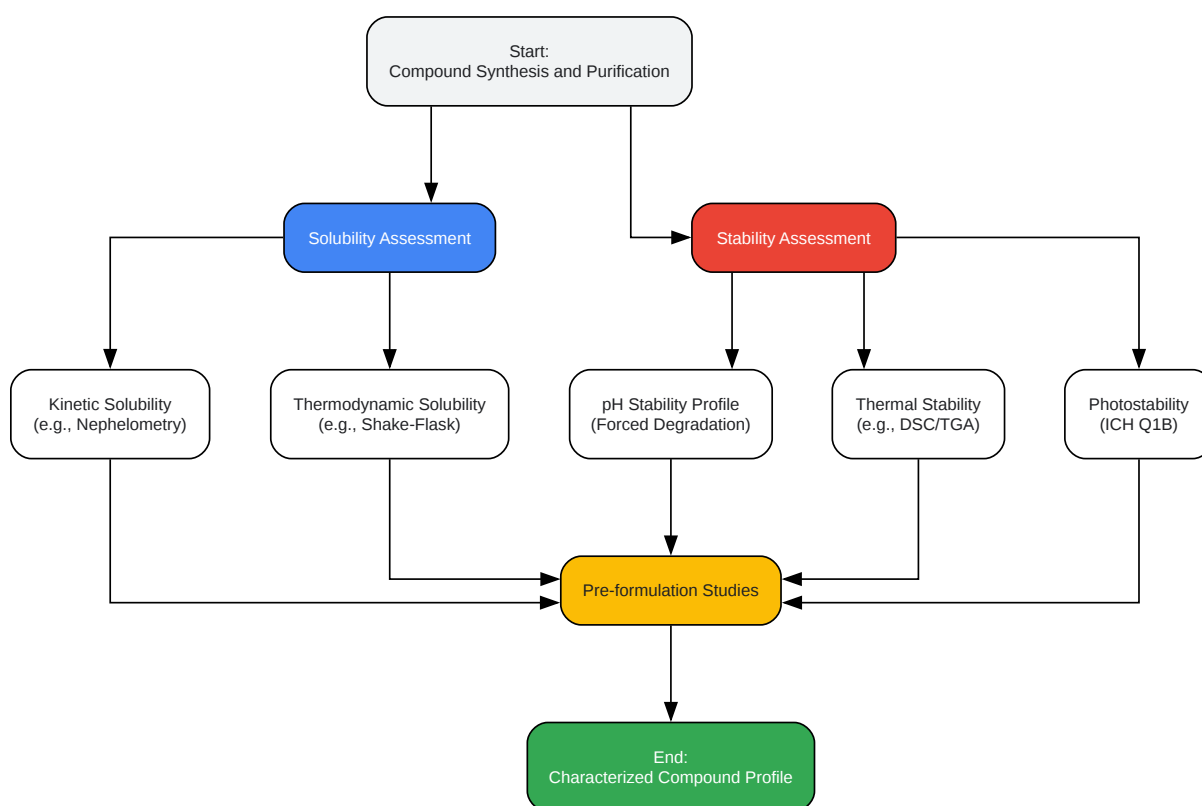 Start:
Compound Synthesis and Purification
Solubility Assessment
Stability Assessment
Kinetic Solubility
(e.g., Nephelometry)
Thermodynamic Solubility
(e.g., Shake-Flask)
pH Stability Profile
(Forced Degradation)
Thermal Stability
(e.g., DSC/TGA)
Photostability
(ICH Q1B)
Pre-formulation Studies
End:
Characterized Compound Profile